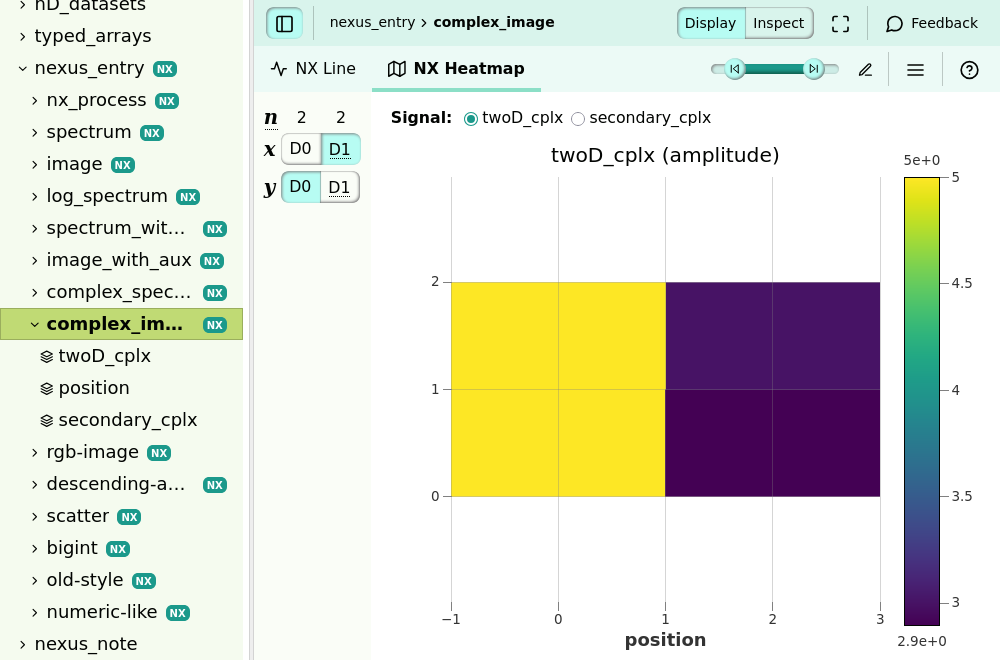 nD_datasets
typed_arrays
nexus_entry NX
nx_process NX
spectrum NX
image NX
log_spectrum NX
spectrum_wit... NX
image_with_aux NX
complex_spec... NX
complex_im... NX
twoD_cplx
position
secondary_cplx
rgb-image NX
descending-a... NX
scatter NX
bigint NX
old-style NX
numeric-like NX
nexus_note
nexus_entry › complex_image
Display Inspect
Feedback
NX Line NX Heatmap
n 2 2
x D0 D1
y D0 D1
Signal: twoD_cplx secondary_cplx
twoD_cplx (amplitude)
2
1
0
−1 0 1 2 3
position
5e+0
5
4.5
4
3.5
3
2.9e+0